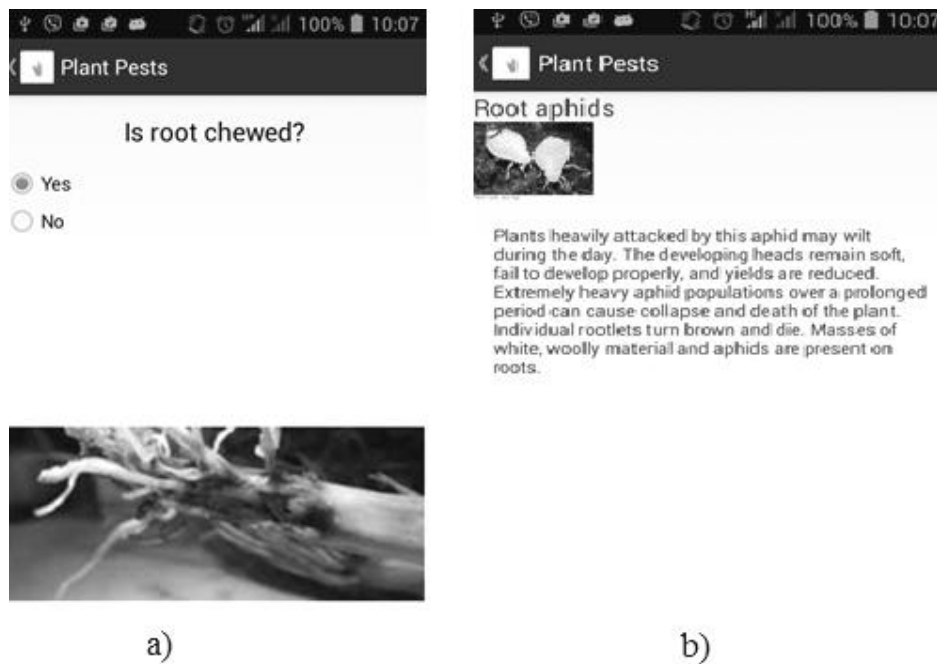 100% 10:07
Plant Pests
Is root chewed?
Yes
No
a)
100% 10:07
Plant Pests
Root aphids
Plants heavily attacked by this aphid may wilt
during the day. The developing heads remain soft,
fail to develop properly, and yields are reduced.
Extremely heavy aphid populations over a prolonged
period can cause collapse and death of the plant.
Individual rootlets turn brown and die. Masses of
white, woolly material and aphids are present on
roots.
b)